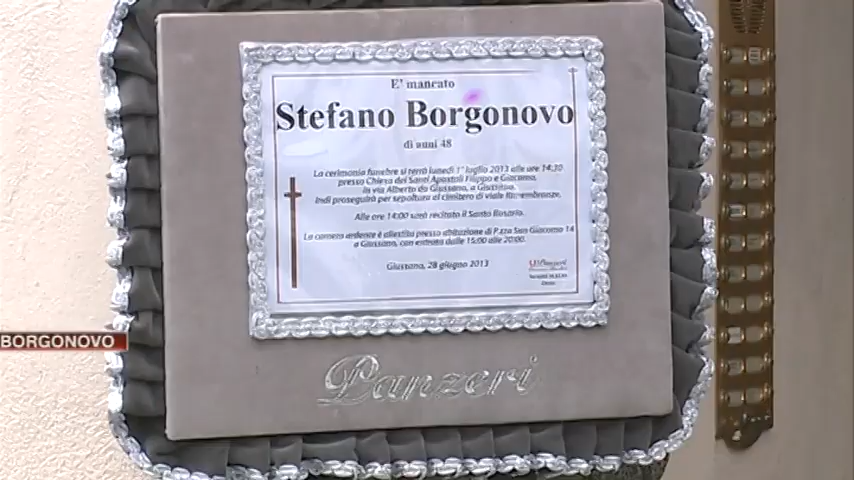 E' mancato
Stefano Borgonovo
di anni 48
La cerimonia funebre si terrà lunedì 1° luglio 2013 alle ore 14:30
presso Chiesa dei Santi Apostoli Filippo e Giacomo,
in via Alberto da Giussano, a Giussano.
Indi proseguirà per sepoltura al cimitero di viale Rimembranze.
Alle ore 14:00 sarà recitato il Santo Rosario.
La camera ardente è allestita presso abitazione di P.zza San Giacomo 14
a Giussano, con entrata dalle 15:00 alle 20:00.
Giussano, 28 giugno 2013
Panzeri
BORGONOVO
Panzeri